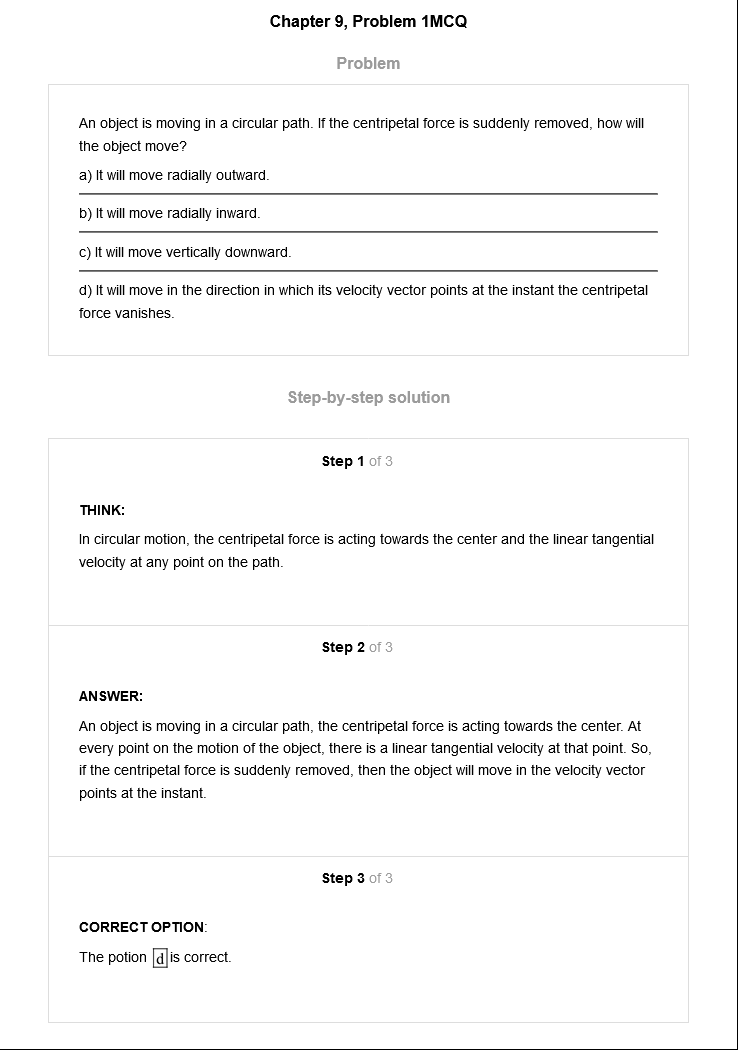 Chapter 9, Problem 1MCQ
Problem
An object is moving in a circular path. If the centripetal force is suddenly removed, how will
the object move?
a) It will move radially outward.
b) It will move radially inward.
c) It will move vertically downward.
d) It will move in the direction in which its velocity vector points at the instant the centripetal
force vanishes.
Step-by-step solution
Step 1 of 3
THINK:
In circular motion, the centripetal force is acting towards the center and the linear tangential
velocity at any point on the path.
Step 2 of 3
ANSWER:
An object is moving in a circular path, the centripetal force is acting towards the center. At
every point on the motion of the object, there is a linear tangential velocity at that point. So,
if the centripetal force is suddenly removed, then the object will move in the velocity vector
points at the instant.
Step 3 of 3
CORRECT OPTION:
The potion d is correct.